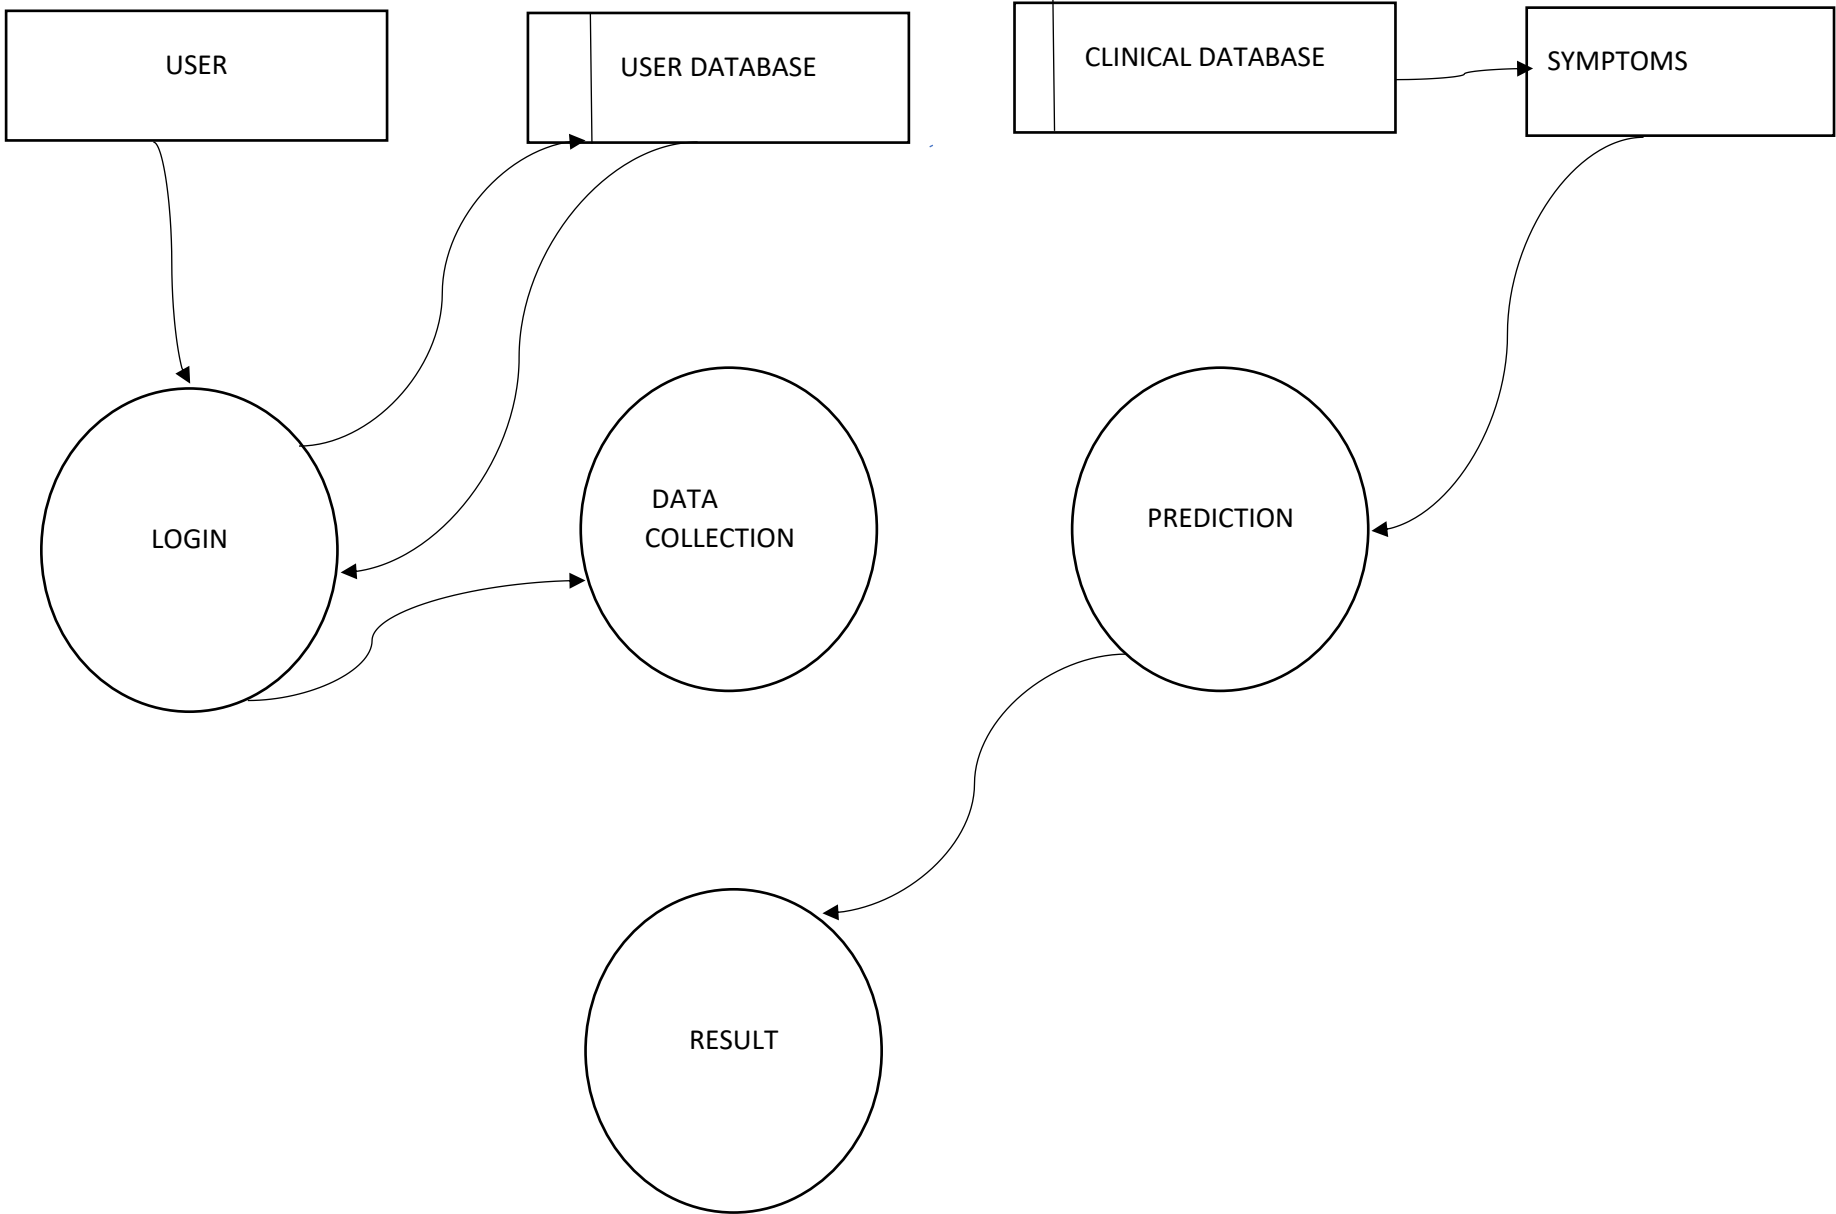 USER
USER DATABASE
CLINICAL DATABASE
SYMPTOMS
LOGIN
DATA
COLLECTION
PREDICTION
RESULT